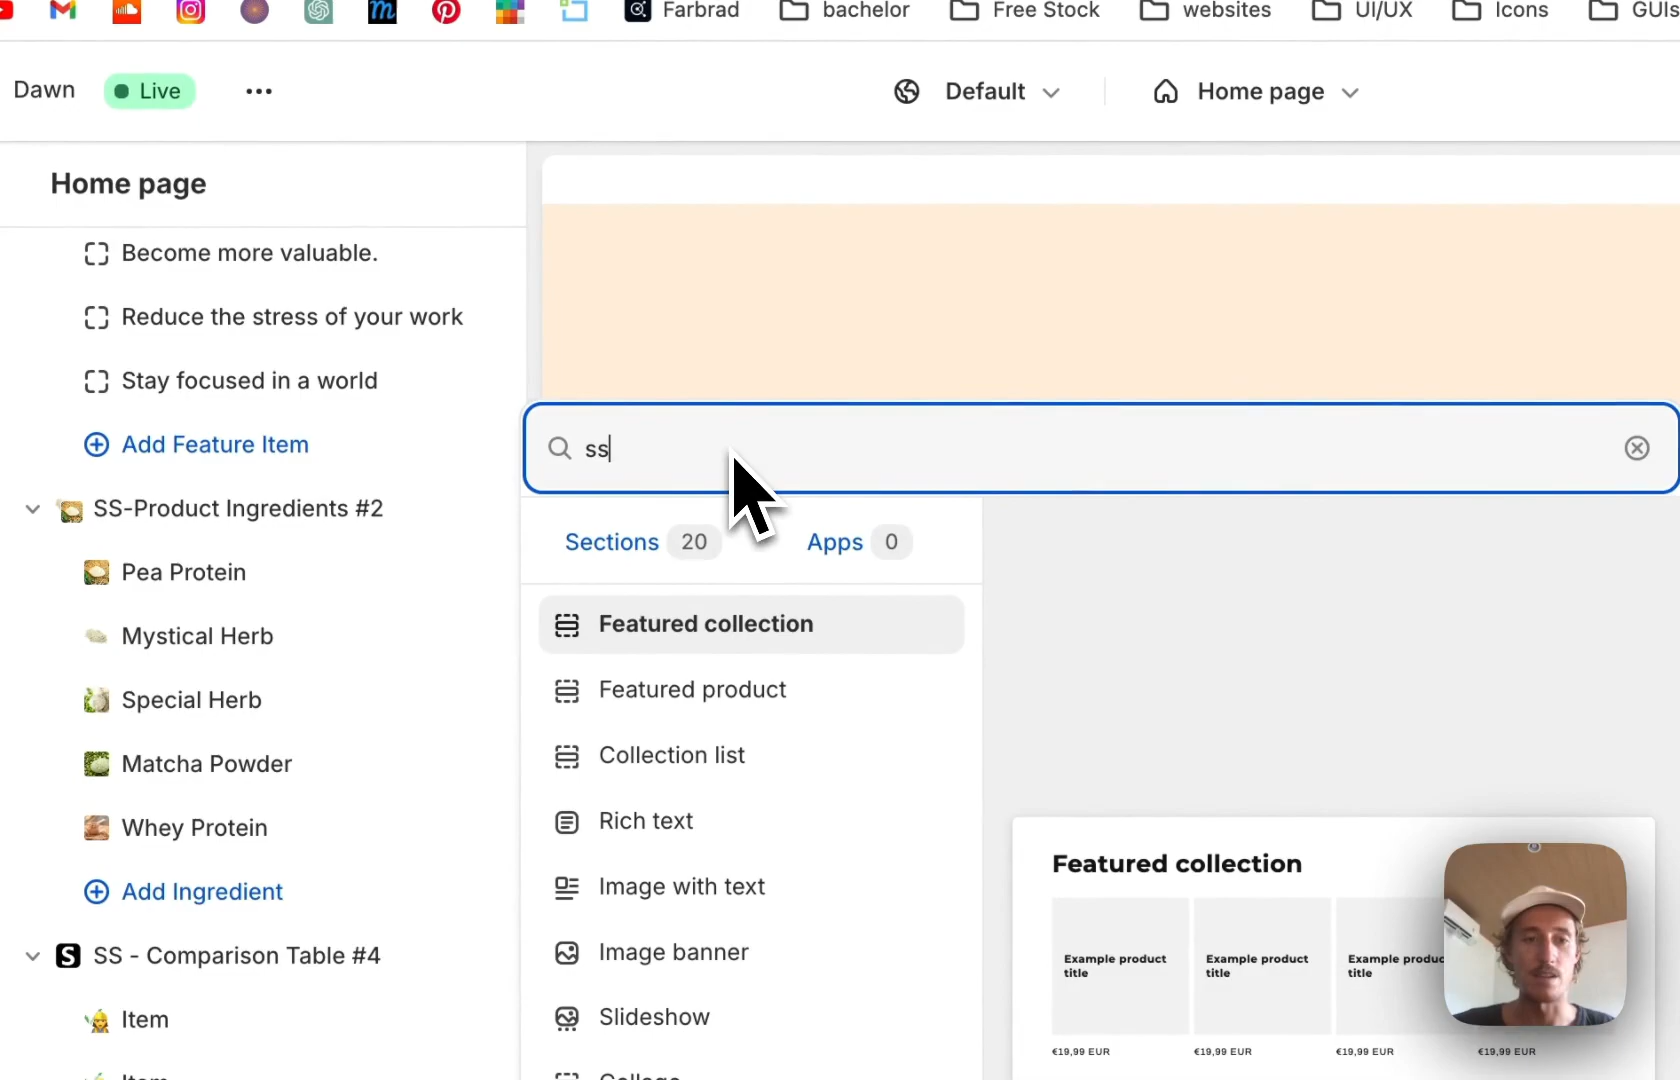 Farbrad
bachelor
Free Stock
websites
UI/UX
Icons
GUIs
Dawn
Live
Default
Home page
Home page
Become more valuable.
Reduce the stress of your work
Stay focused in a world
Add Feature Item
SS-Product Ingredients #2
Pea Protein
Mystical Herb
Special Herb
Matcha Powder
Whey Protein
Add Ingredient
SS - Comparison Table #4
Item
Item
ss
Sections 20
Apps 0
Featured collection
Featured product
Collection list
Rich text
Image with text
Image banner
Slideshow
Collage
Featured collection
Example product
title
Example product
title
Example produc
title
€19,99 EUR
€19,99 EUR
€19,99 EUR
€19,99 EUR